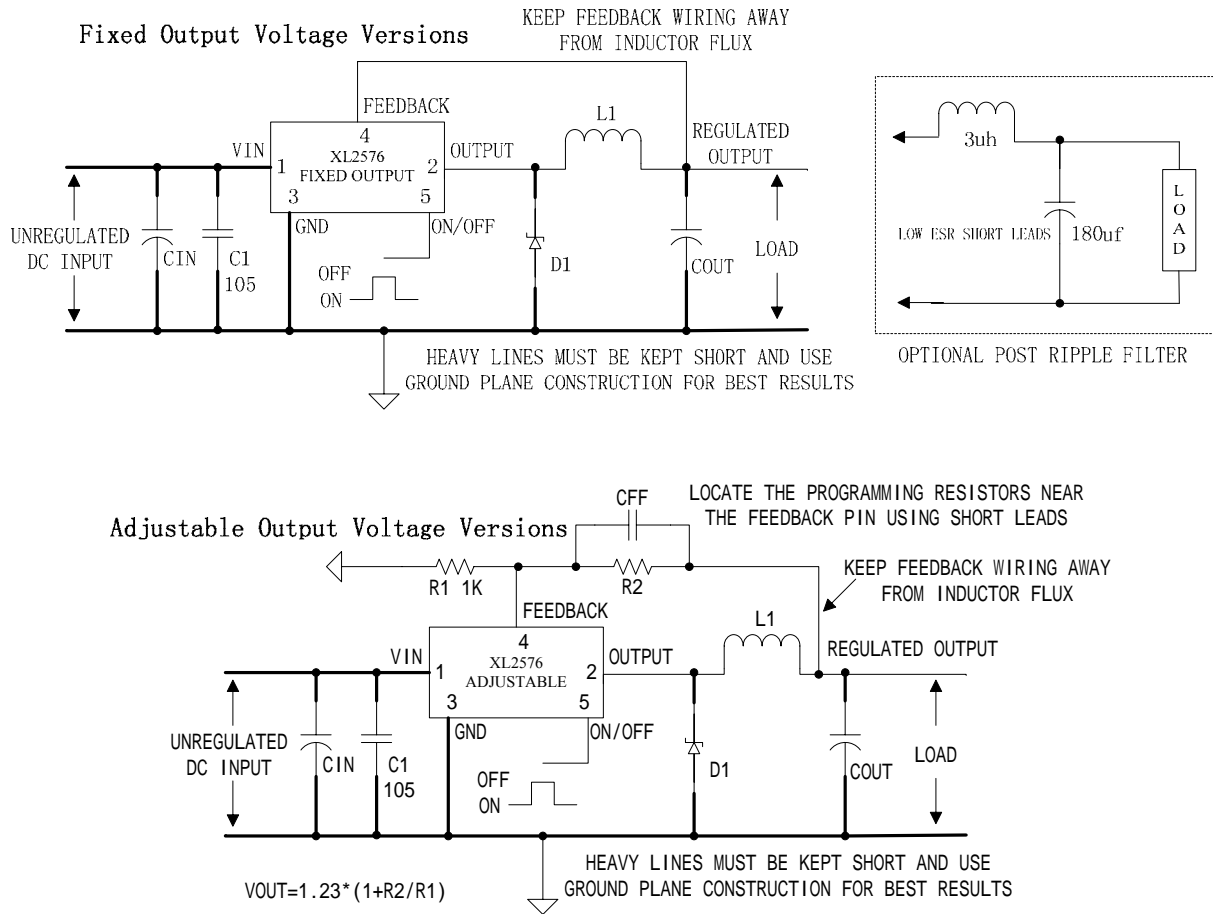 Fixed Output Voltage Versions
KEEP FEEDBACK WIRING AWAY
FROM INDUCTOR FLUX
FEEDBACK
4
L1
3uh
VIN
1
XL2576
FIXED OUTPUT
2
OUTPUT
REGULATED
OUTPUT
3
5
GND
ON/OFF
UNREGULATED
DC INPUT
CIN
C1
105
OFF
ON
D1
COUT
LOAD
LOW ESR SHORT LEADS
180uf
LOAD
HEAVY LINES MUST BE KEPT SHORT AND USE
GROUND PLANE CONSTRUCTION FOR BEST RESULTS
OPTIONAL POST RIPPLE FILTER
Adjustable Output Voltage Versions
CFF
LOCATE THE PROGRAMMING RESISTORS NEAR
THE FEEDBACK PIN USING SHORT LEADS
R1 1K
R2
KEEP FEEDBACK WIRING AWAY
FROM INDUCTOR FLUX
FEEDBACK
4
L1
VIN
1
XL2576
ADJUSTABLE
2
OUTPUT
REGULATED OUTPUT
3
5
GND
ON/OFF
UNREGULATED
DC INPUT
CIN
C1
105
OFF
ON
D1
COUT
LOAD
HEAVY LINES MUST BE KEPT SHORT AND USE
GROUND PLANE CONSTRUCTION FOR BEST RESULTS
VOUT=1.23*(1+R2/R1)